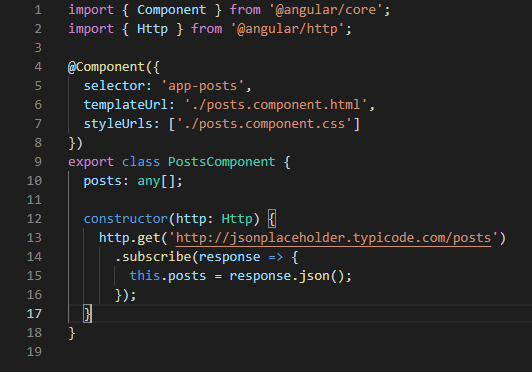 1 import { Component } from '@angular/core';
2 import { Http } from '@angular/http';
3
4 @Component({
5   selector: 'app-posts',
6   templateUrl: './posts.component.html',
7   styleUrls: ['./posts.component.css']
8 })
9 export class PostsComponent {
10   posts: any[];
11
12   constructor(http: Http) {
13     http.get('http://jsonplaceholder.typicode.com/posts')
14       .subscribe(response => {
15         this.posts = response.json();
16       });
17   }
18 }
19